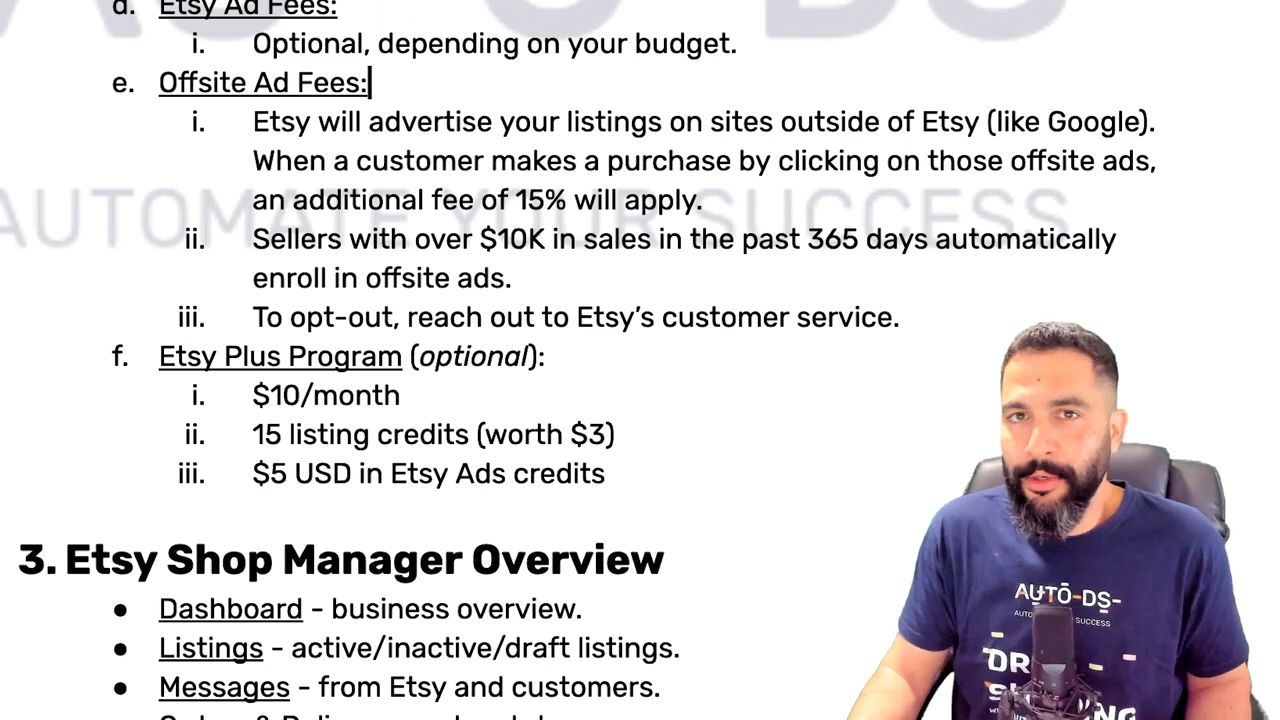 d. Etsy Ad Fees:
i. Optional, depending on your budget.
e. Offsite Ad Fees:
i. Etsy will advertise your listings on sites outside of Etsy (like Google).
When a customer makes a purchase by clicking on those offsite ads,
an additional fee of 15% will apply.
AUTOMATE YOUR SUCCESS
ii. Sellers with over $10K in sales in the past 365 days automatically
enroll in offsite ads.
iii. To opt-out, reach out to Etsy’s customer service.
f. Etsy Plus Program (optional):
i. $10/month
ii. 15 listing credits (worth $3)
iii. $5 USD in Etsy Ads credits
3. Etsy Shop Manager Overview
● Dashboard - business overview.
● Listings - active/inactive/draft listings.
● Messages - from Etsy and customers.
AUTO-DS-
SUCCESS